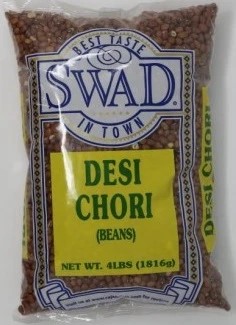 BEST TASTE
SWAD®
IN TOWN
DESI
CHORI
(BEANS)
NET WT. 4LBS (1816g)
DESI CHORI